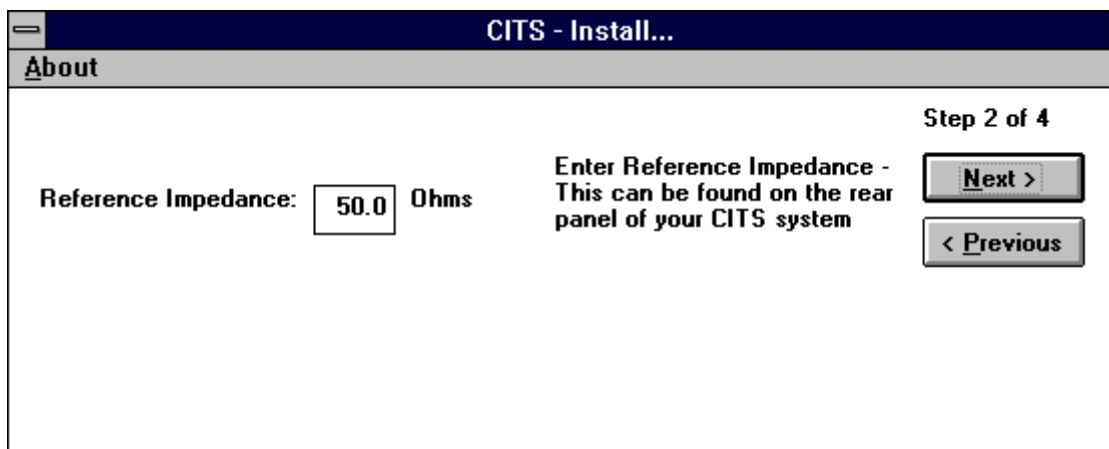 CITS - Install...
About
Step 2 of 4
Reference Impedance: 50.0 Ohms
Enter Reference Impedance -
This can be found on the rear
panel of your CITS system
Next >
< Previous